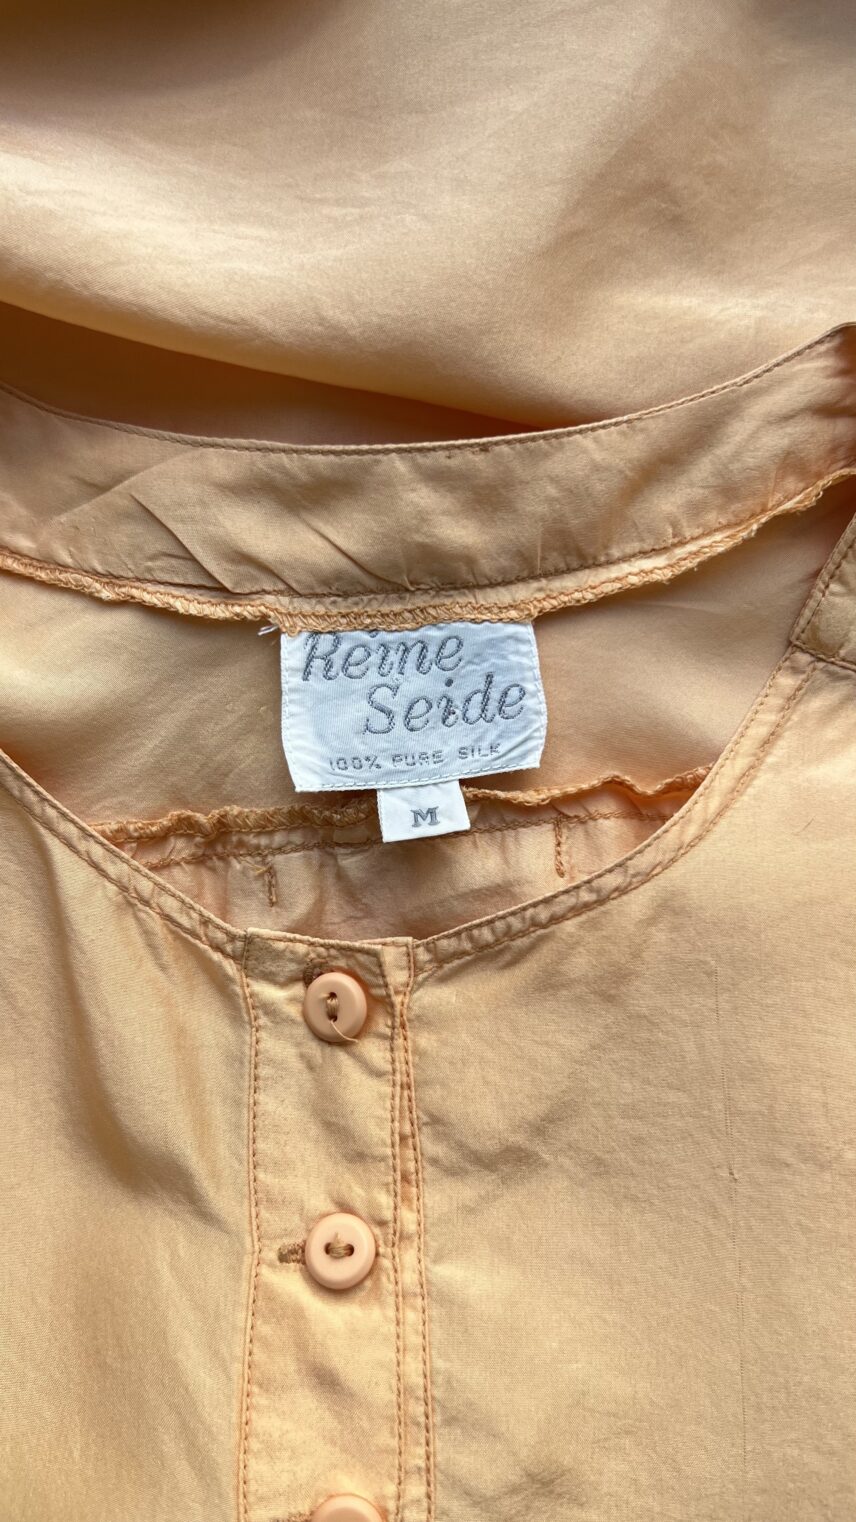 Reine
Seide
100% PURE SILK
M